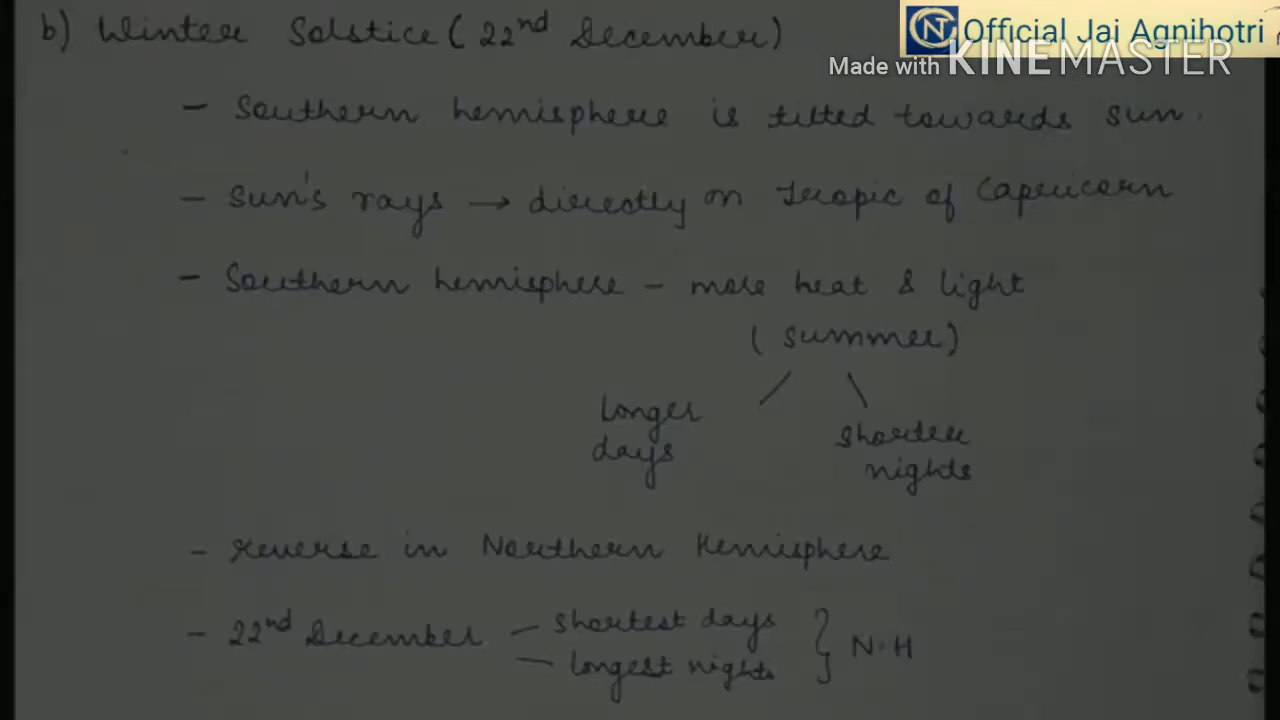 b) Winter Solstice (22nd December)
Official Jai Agnihotri
Made with KINEMASTER
- Southern hemisphere is tilted towards sun.
- Sun's rays → directly on Tropic of Capricorn
- Southern hemisphere - more heat & light
(summer)
longer days
shorter nights
- reverse in Northern Hemisphere
- 22nd December - shortest days
- longest nights } N.H